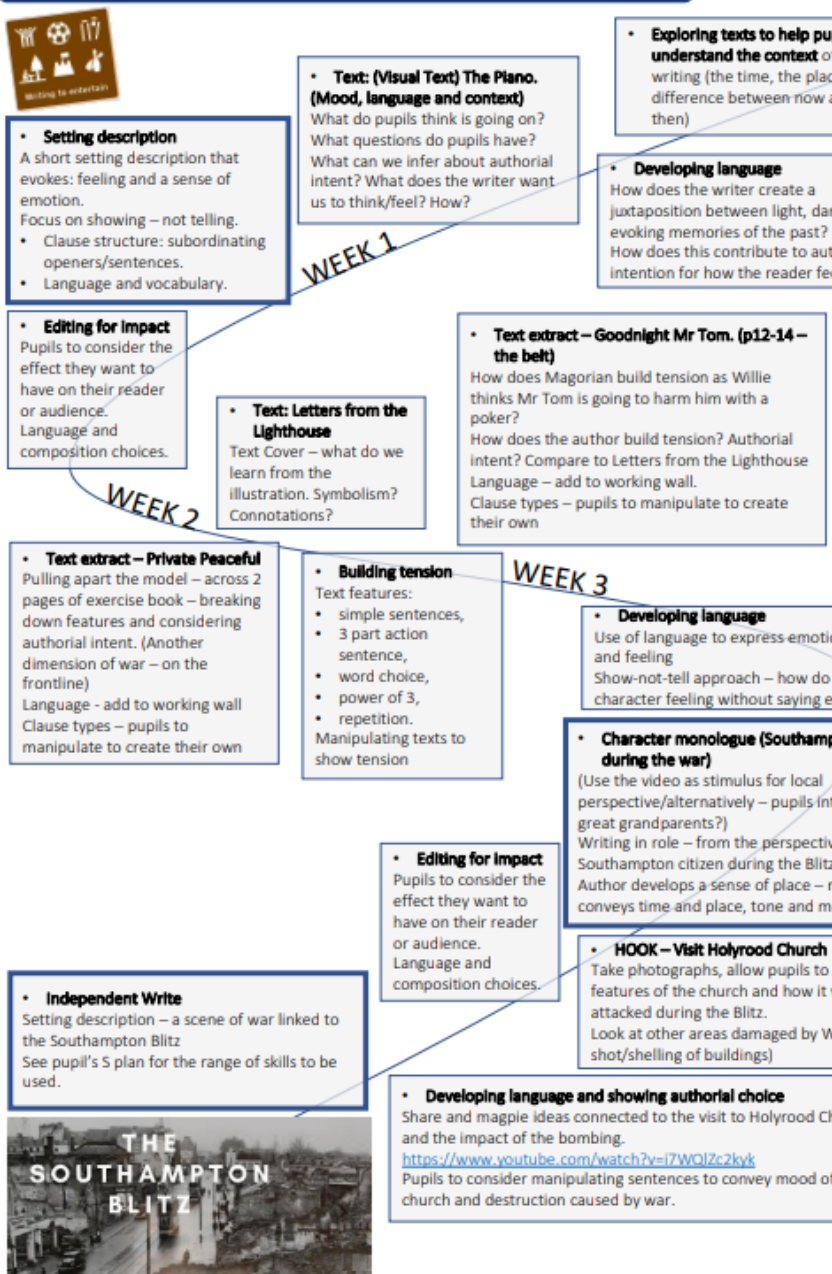 Writing to entertain
• Exploring texts to help
understand the context
writing (the time, the
difference between now
then)
• Text: (Visual Text) The Piano.
(Mood, language and context)
What do pupils think is going on?
What questions do pupils have?
What can we infer about authorial
intent? What does the writer want
us to think/feel? How?
• Setting description
A short setting description that
evokes: feeling and a sense of
emotion.
Focus on showing – not telling.
• Clause structure: subordinating
openers/sentences.
• Language and vocabulary.
• Developing language
How does the writer create a
juxtaposition between light,
evoking memories of the past?
How does this contribute to
intention for how the reader
WEEK 1
• Editing for impact
Pupils to consider the
effect they want to
have on their reader
or audience.
Language and
composition choices.
• Text: Letters from the
Lighthouse
Text Cover – what do we
learn from the
illustration. Symbolism?
Connotations?
• Text extract – Goodnight Mr Tom. (p12-14 –
the belt)
How does Magorian build tension as Willie
thinks Mr Tom is going to harm him with a
poker?
How does the author build tension? Authorial
intent? Compare to Letters from the Lighthouse
Language – add to working wall.
Clause types – pupils to manipulate to create
their own
WEEK 2
• Text extract – Private Peaceful
Pulling apart the model – across 2
pages of exercise book – breaking
down features and considering
authorial intent. (Another
dimension of war – on the
frontline)
Language - add to working wall
Clause types – pupils to
manipulate to create their own
• Building tension
Text features:
• simple sentences,
• 3 part action
sentence,
• word choice,
• power of 3,
• repetition.
Manipulating texts to
show tension
WEEK 3
• Developing language
Use of language to express
and feeling
Show-not-tell approach – how do
character feeling without saying
• Character monologue
during the war)
(Use the video as stimulus for local
perspective/alternatively – pupils
great grandparents?)
Writing in role – from the
Southampton citizen during the Blitz
Author develops a sense of place –
conveys time and place, tone and
• Editing for impact
Pupils to consider the
effect they want to
have on their reader
or audience.
Language and
composition choices.
• HOOK – Visit Holyrood Church
Take photographs, allow pupils to
features of the church and how it
attacked during the Blitz.
Look at other areas damaged by
shot/shelling of buildings)
• Independent Write
Setting description – a scene of war linked to
the Southampton Blitz
See pupil's S plan for the range of skills to be
used.
• Developing language and showing authorial choice
Share and magpie ideas connected to the visit to Holyrood
and the impact of the bombing.
https://www.youtube.com/watch?v=i7WQlZc2kyk
Pupils to consider manipulating sentences to convey mood of
church and destruction caused by war.
THE
SOUTHAMPTON
BLITZ